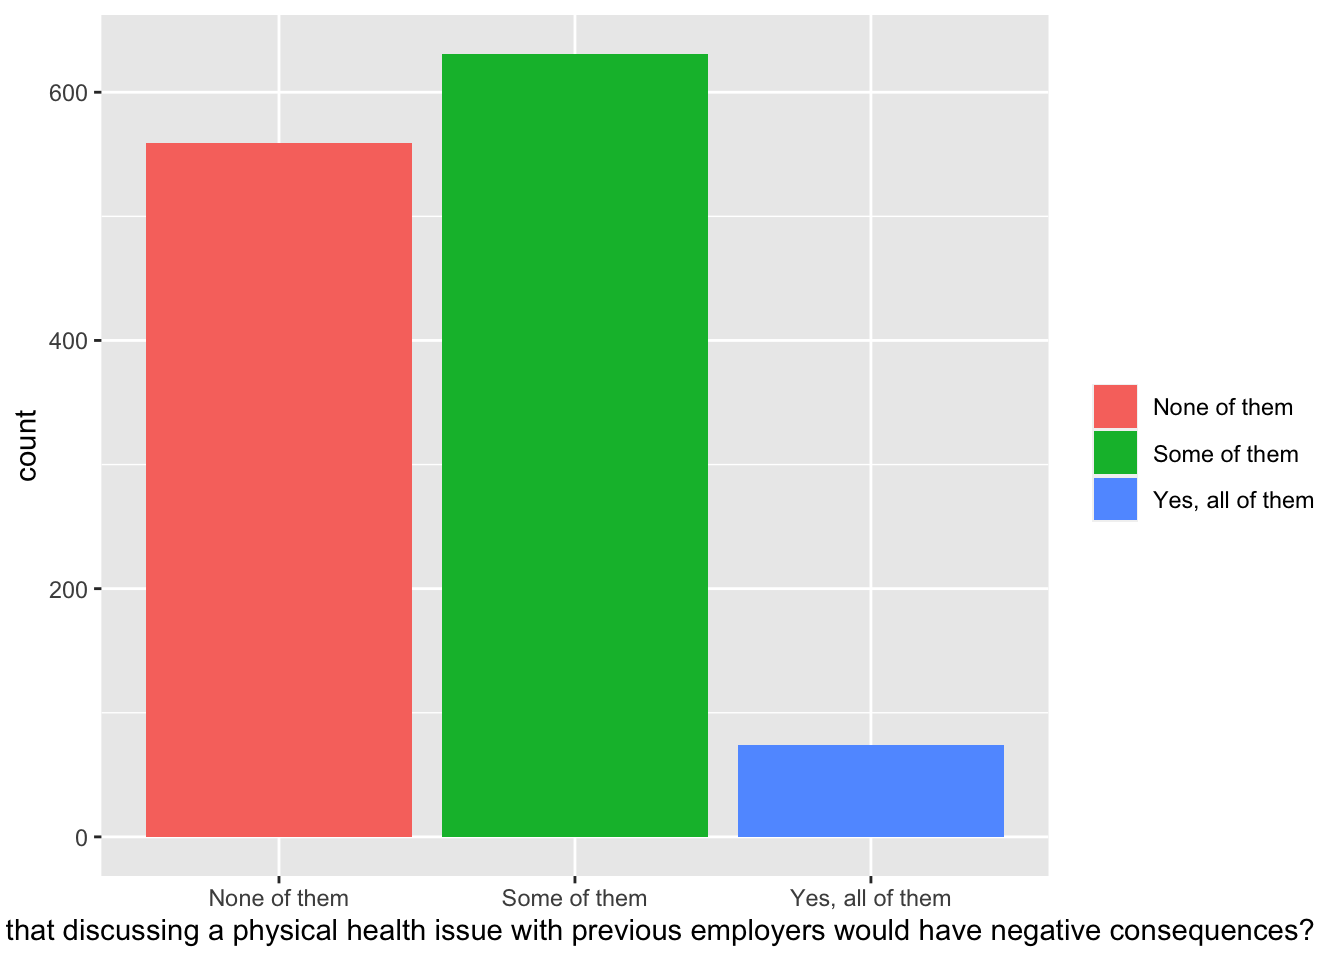 600
400
200
0
count
None of them
Some of them
Yes, all of them
None of them
Some of them
Yes, all of them
that discussing a physical health issue with previous employers would have negative consequences?